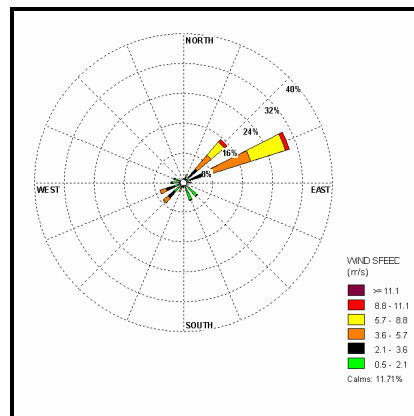 NORTH
40%
32%
24%
16%
8%
WEST
EAST
SOUTH
WIND SPEED
(m/s)
>= 11.1
8.8 - 11.1
5.7 - 8.8
3.6 - 5.7
2.1 - 3.6
0.5 - 2.1
Calms: 11.71%